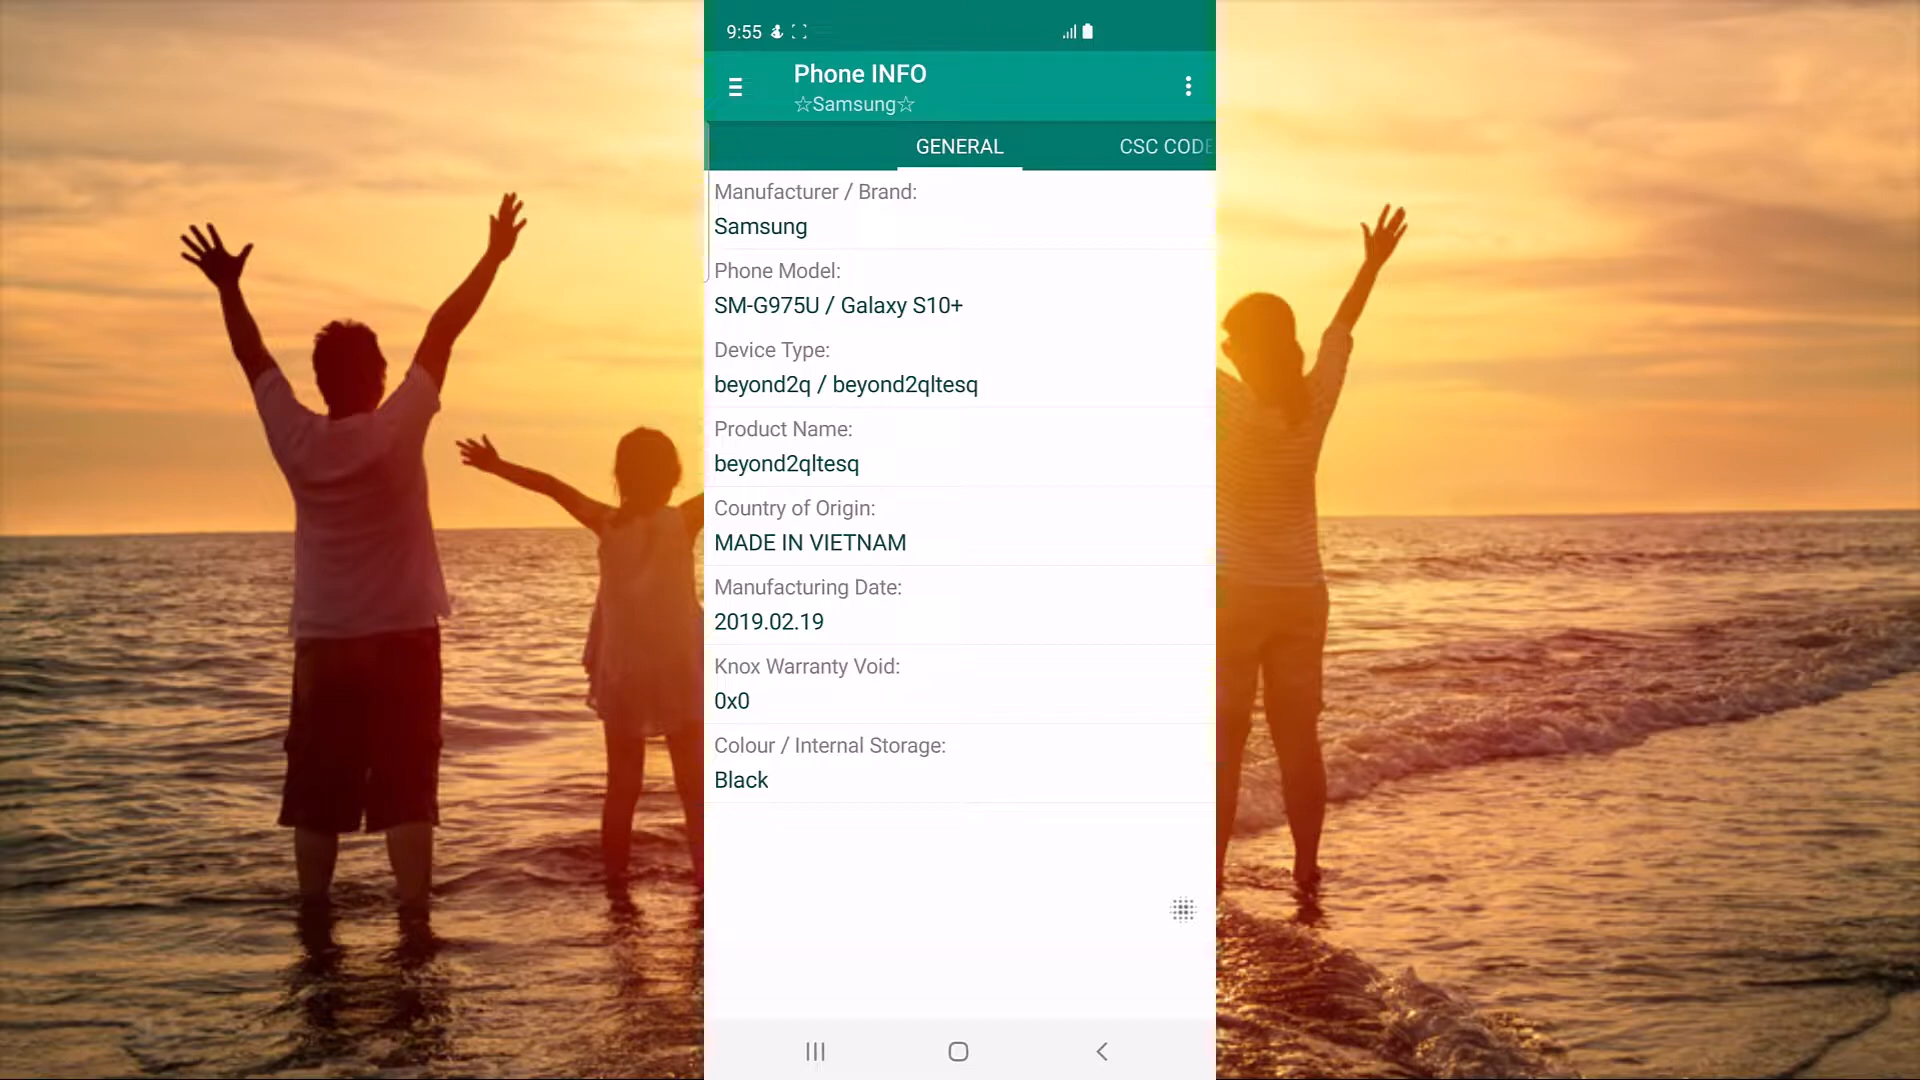 9:55
Phone INFO
☆Samsung☆
GENERAL
CSC CODE
Manufacturer / Brand:
Samsung
Phone Model:
SM-G975U / Galaxy S10+
Device Type:
beyond2q / beyond2qltesq
Product Name:
beyond2qltesq
Country of Origin:
MADE IN VIETNAM
Manufacturing Date:
2019.02.19
Knox Warranty Void:
0x0
Colour / Internal Storage:
Black